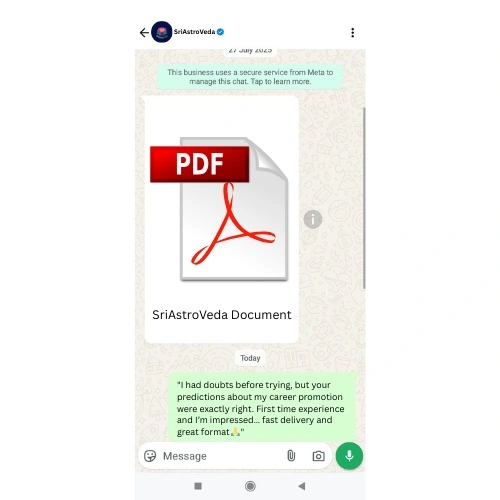 SriAstroVeda
27 July 2025
This business uses a secure service from Meta to
manage this chat. Tap to learn more.
PDF
SriAstroVeda Document
Today
"I had doubts before trying, but your
predictions about my career promotion
were exactly right. First time experience
and I'm impressed... fast delivery and
great format🙏"
Message